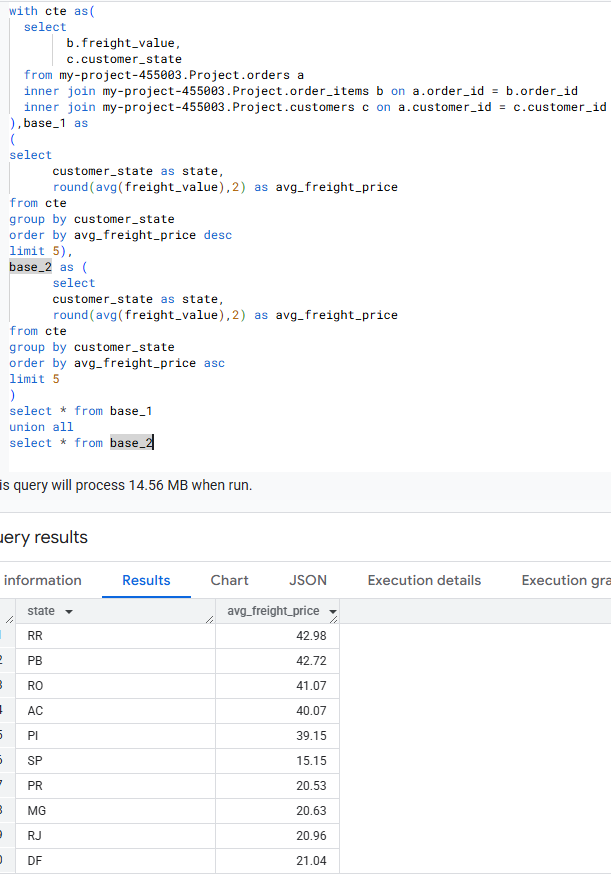 with cte as(
select
b.freight_value,
c.customer_state
from my-project-455003.Project.orders a
inner join my-project-455003.Project.order_items b on a.order_id = b.order_id
inner join my-project-455003.Project.customers c on a.customer_id = c.customer_id
),base_1 as
(
select
customer_state as state,
round(avg(freight_value),2) as avg_freight_price
from cte
group by customer_state
order by avg_freight_price desc
limit 5),
base_2 as (
select
customer_state as state,
round(avg(freight_value),2) as avg_freight_price
from cte
group by customer_state
order by avg_freight_price asc
limit 5
)
select * from base_1
union all
select * from base_2
is query will process 14.56 MB when run.
uery results
information Results Chart JSON Execution details Execution gra
state avg_freight_price
RR 42.98
2 PB 42.72
3 RO 41.07
4 AC 40.07
5 PI 39.15
SP 15.15
7 PR 20.53
MG 20.63
RJ 20.96
DF 21.04